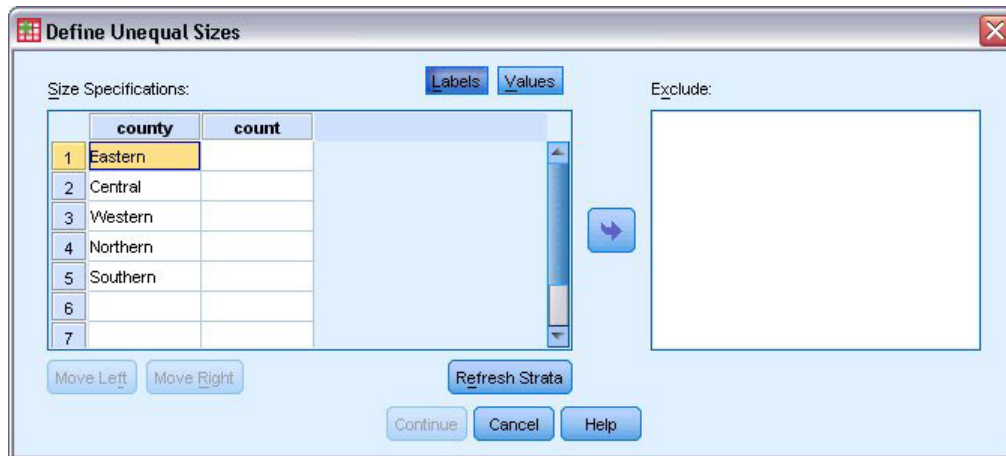 Define Unequal Sizes
Size Specifications:
Labels Values
Exclude:
county count
1 Eastern
2 Central
3 Western
4 Northern
5 Southern
6
7
Move Left Move Right
Refresh Strata
Continue Cancel Help